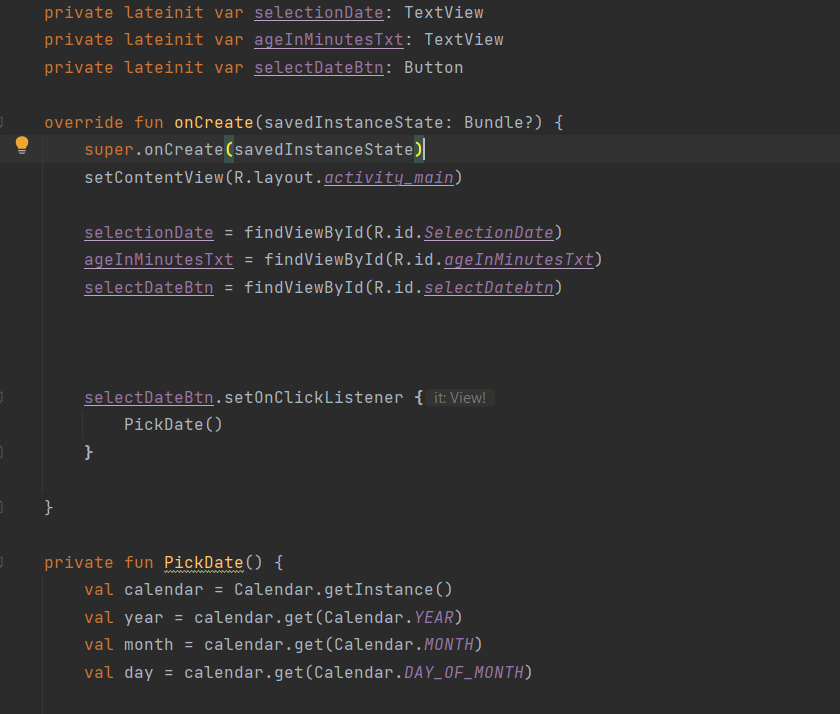 private lateinit var selectionDate: TextView
private lateinit var ageInMinutesTxt: TextView
private lateinit var selectDateBtn: Button
override fun onCreate(savedInstanceState: Bundle?) {
super.onCreate(savedInstanceState)
setContentView(R.layout.activity_main)
selectionDate = findViewById(R.id.SelectionDate)
ageInMinutesTxt = findViewById(R.id.ageInMinutesTxt)
selectDateBtn = findViewById(R.id.selectDatebtn)
selectDateBtn.setOnClickListener { it: View!
PickDate()
}
}
private fun PickDate() {
val calendar = Calendar.getInstance()
val year = calendar.get(Calendar.YEAR)
val month = calendar.get(Calendar.MONTH)
val day = calendar.get(Calendar.DAY_OF_MONTH)